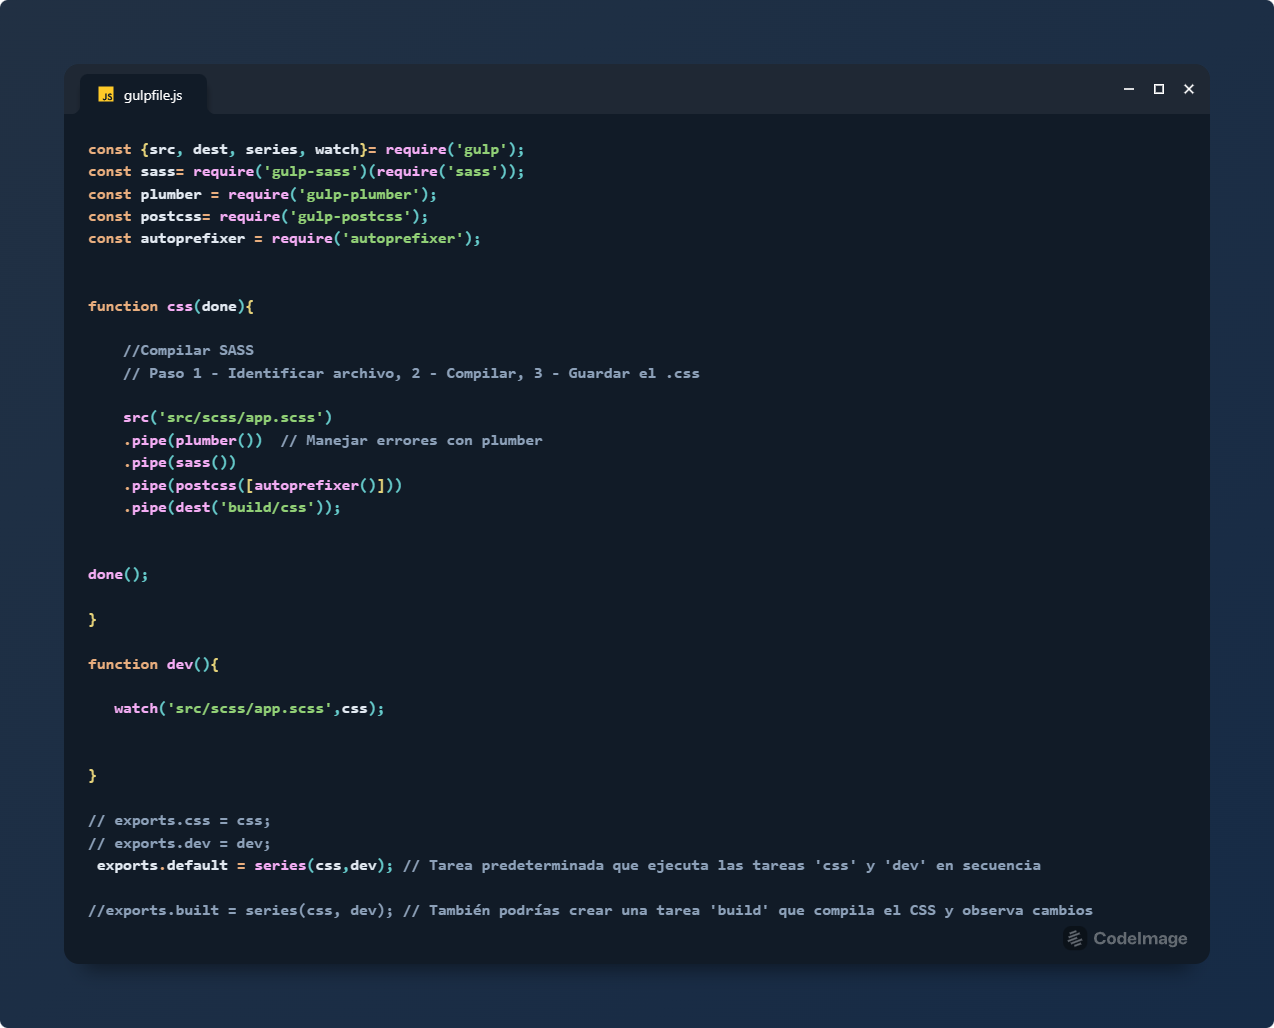 gulpfile.js
const {src, dest, series, watch}= require('gulp');
const sass= require('gulp-sass')(require('sass'));
const plumber = require('gulp-plumber');
const postcss= require('gulp-postcss');
const autoprefixer = require('autoprefixer');
function css(done){
//Compilar SASS
// Paso 1 - Identificar archivo, 2 - Compilar, 3 - Guardar el .css
src('src/scss/app.scss')
.pipe(plumber())  // Manejar errores con plumber
.pipe(sass())
.pipe(postcss([autoprefixer()]))
.pipe(dest('build/css'));
done();
}
function dev(){
watch('src/scss/app.scss',css);
}
// exports.css = css;
// exports.dev = dev;
exports.default = series(css,dev); // Tarea predeterminada que ejecuta las tareas 'css' y 'dev' en secuencia
//exports.built = series(css, dev); // También podrías crear una tarea 'build' que compila el CSS y observa cambios
CodeImage